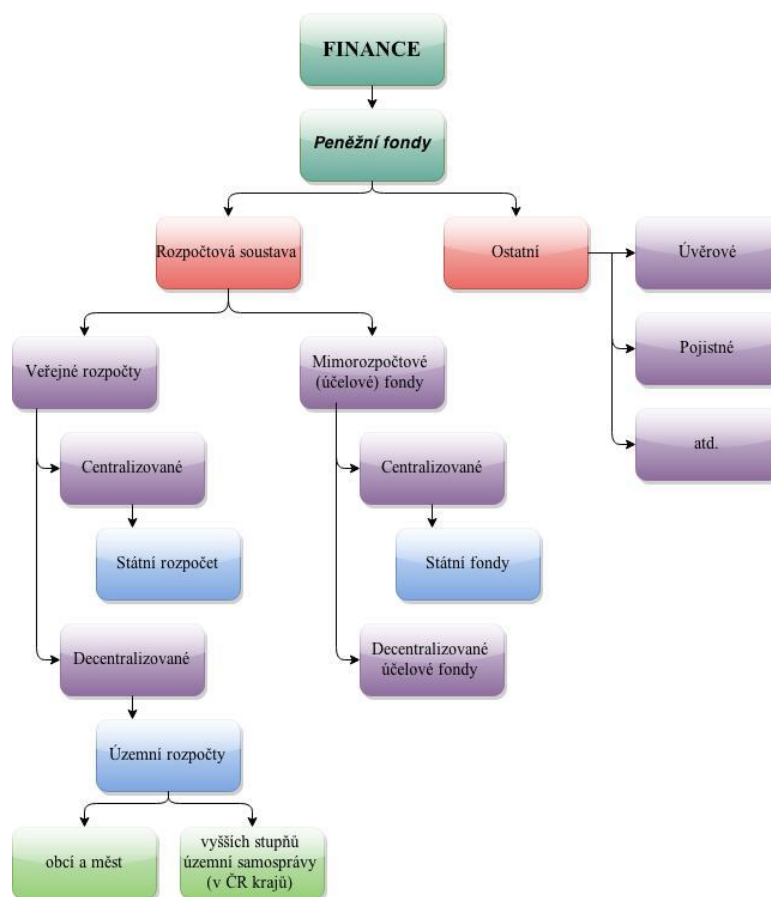 FINANCE
Peněžní fondy
Rozpočtová soustava
Ostatní
Úvěrové
Pojistné
atd.
Veřejné rozpočty
Mimorozpočtové
(účelové) fondy
Centralizované
Státní rozpočet
Centralizované
Státní fondy
Decentralizované
Decentralizované
účelové fondy
Územní rozpočty
obcí a měst
vyšších stupňů
územní samosprávy
(v ČR krajů)